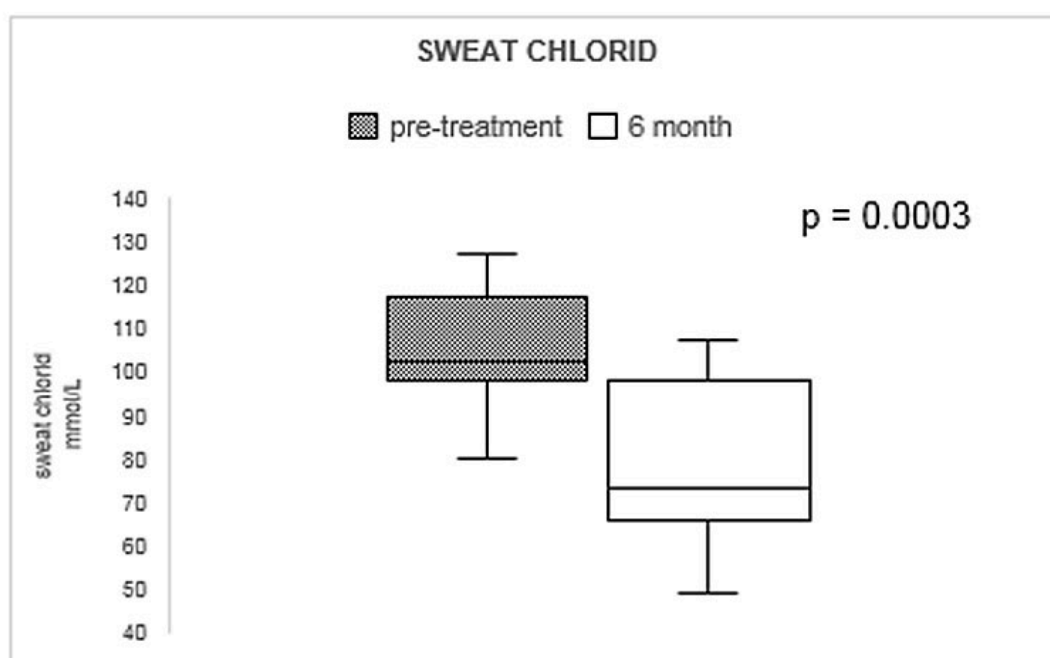 SWEAT CHLORID
pre-treatment 6 month
p = 0.0003
140
130
120
110
100
90
80
70
60
50
40
sweat chlorid
mmol/L